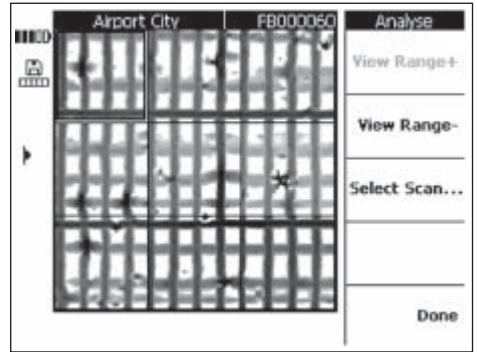 Airport City FB000060 Analyse
View Range+
View Range-
Select Scan...
Done